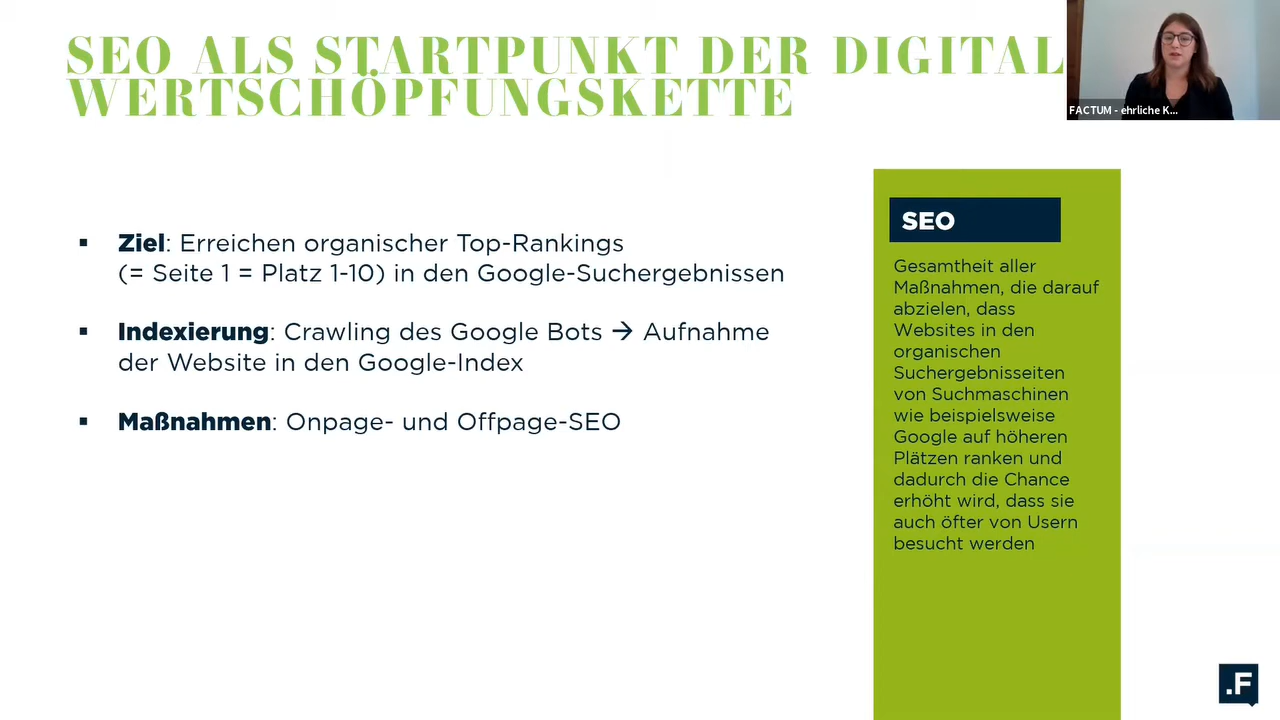 SEO ALS STARTPUNKT DER DIGITAL
WERTSCHÖPFUNGSKETTE
FACTUM - ehrliche K...
▪ Ziel: Erreichen organischer Top-Rankings
(= Seite 1 = Platz 1-10) in den Google-Suchergebnissen
▪ Indexierung: Crawling des Google Bots → Aufnahme
der Website in den Google-Index
▪ Maßnahmen: Onpage- und Offpage-SEO
SEO
Gesamtheit aller
Maßnahmen, die darauf
abzielen, dass
Websites in den
organischen
Suchergebnisseiten
von Suchmaschinen
wie beispielsweise
Google auf höheren
Plätzen ranken und
dadurch die Chance
erhöht wird, dass sie
auch öfter von Usern
besucht werden
.F